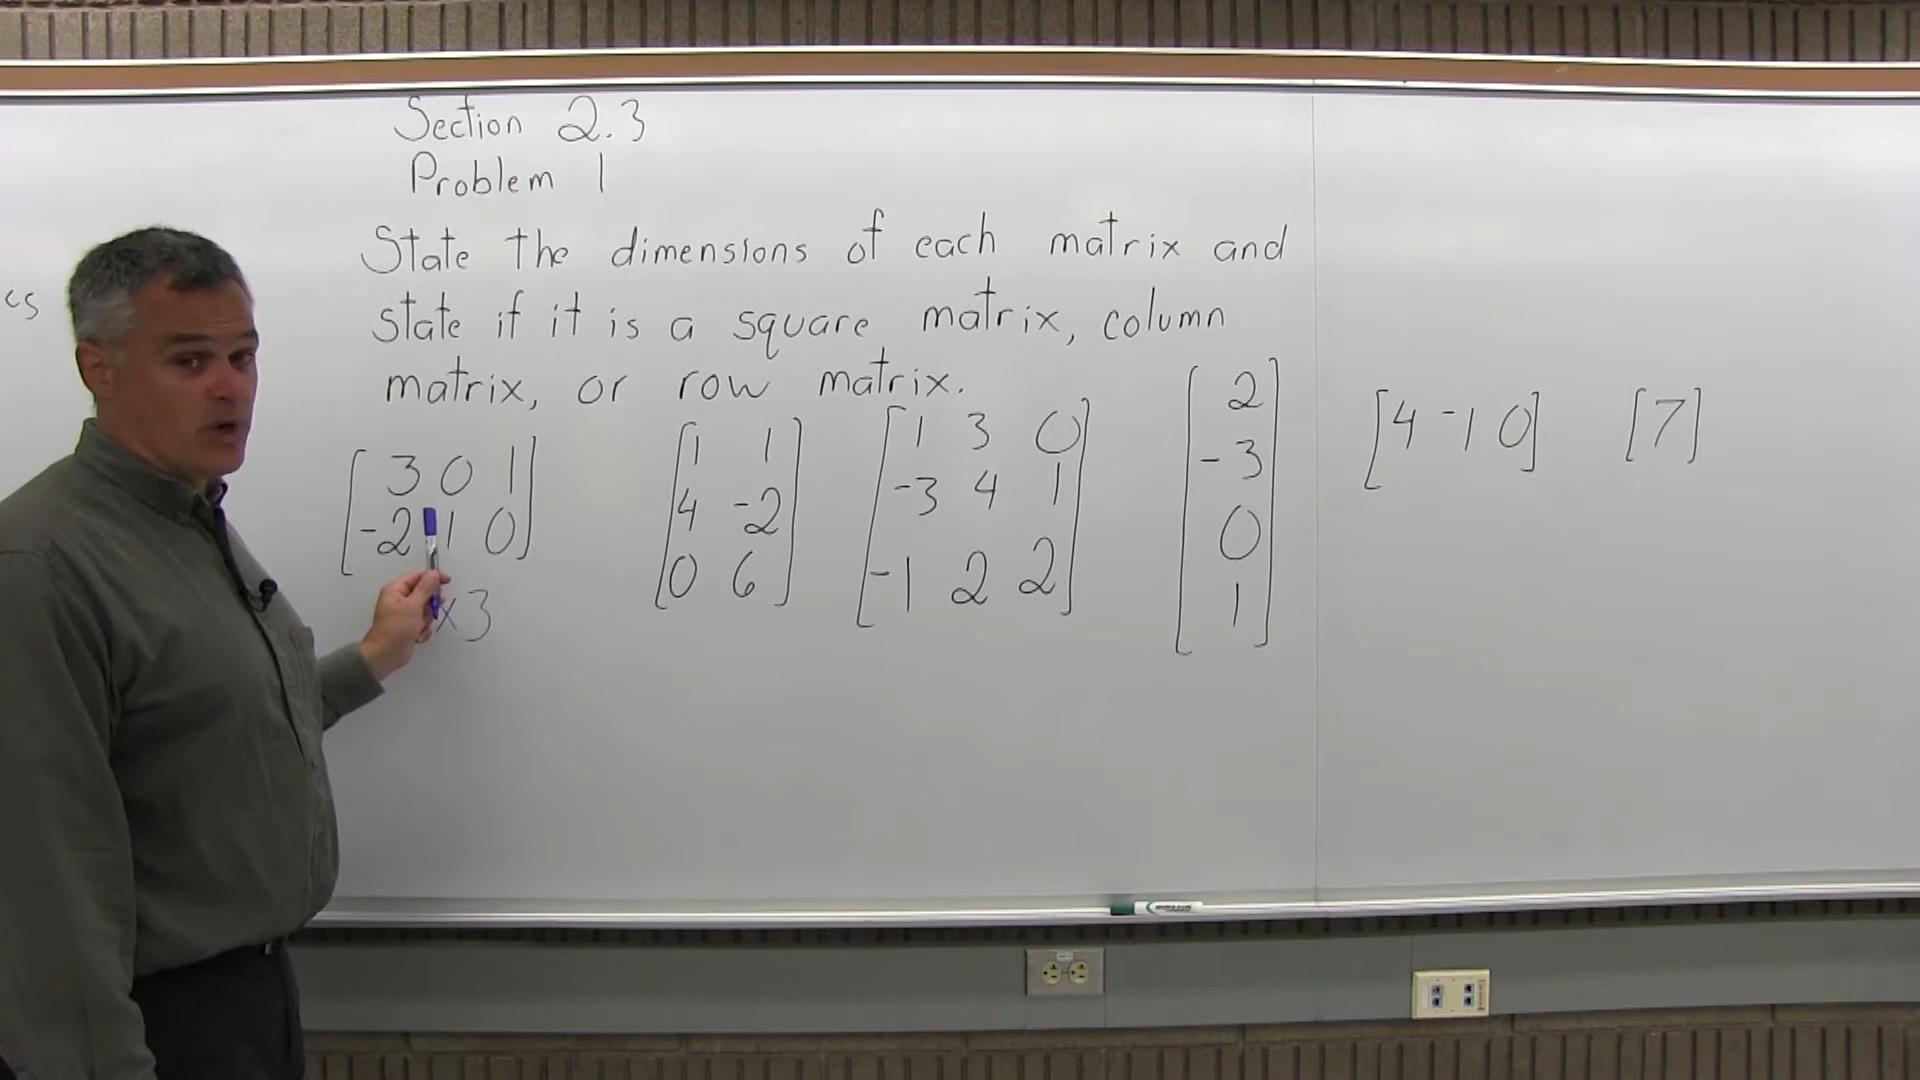 Section 2.3
Problem 1
State the dimensions of each matrix and
state if it is a square matrix, column
matrix, or row matrix.
cs
[3 0 1
-2 1 0]
x3
[1 1
4 -2
0 6]
[1 3 0
-3 4 1
-1 2 2]
[2
-3
0
1]
[4 -1 0]
[7]